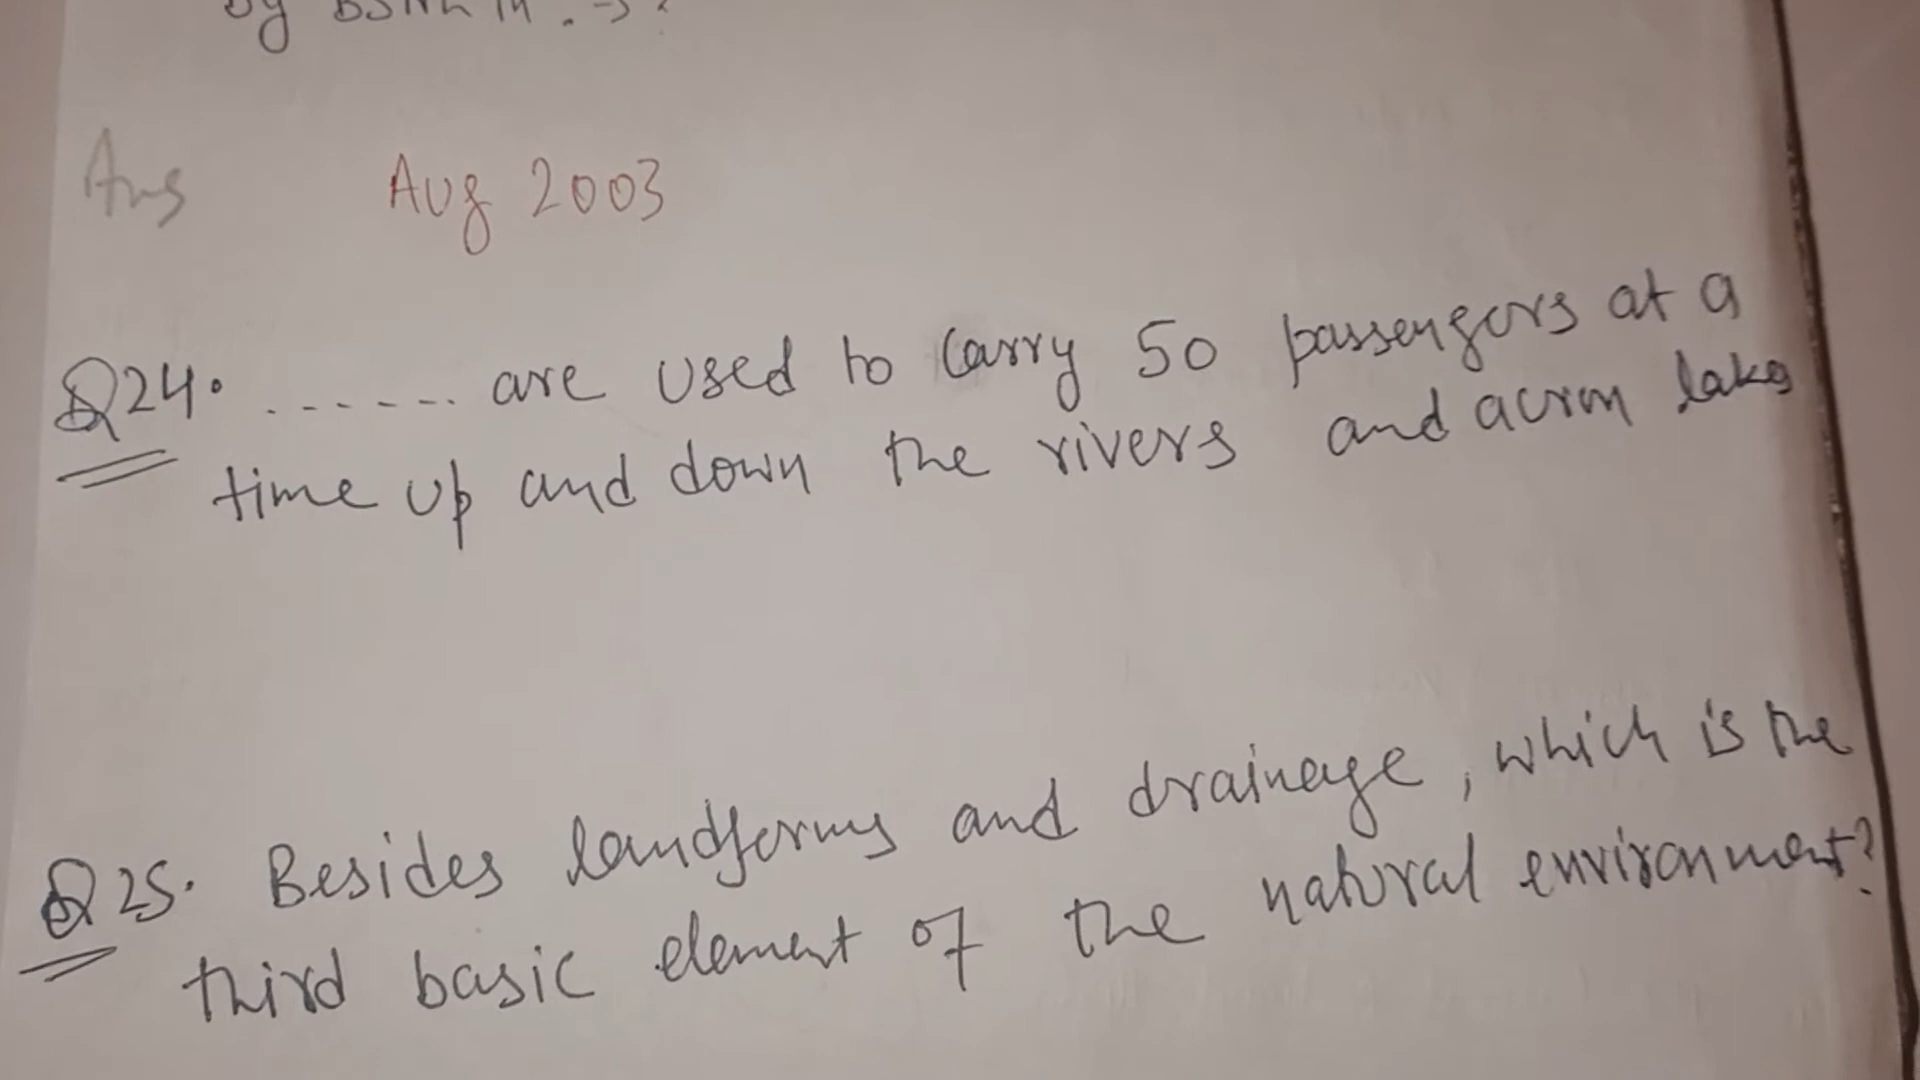 by
Ans Aug 2003
Q24. ....... are used to carry 50 passengers at a
time up and down the rivers and across lakes
Q25. Besides landforms and drainage, which is the
third basic element of the natural environment?